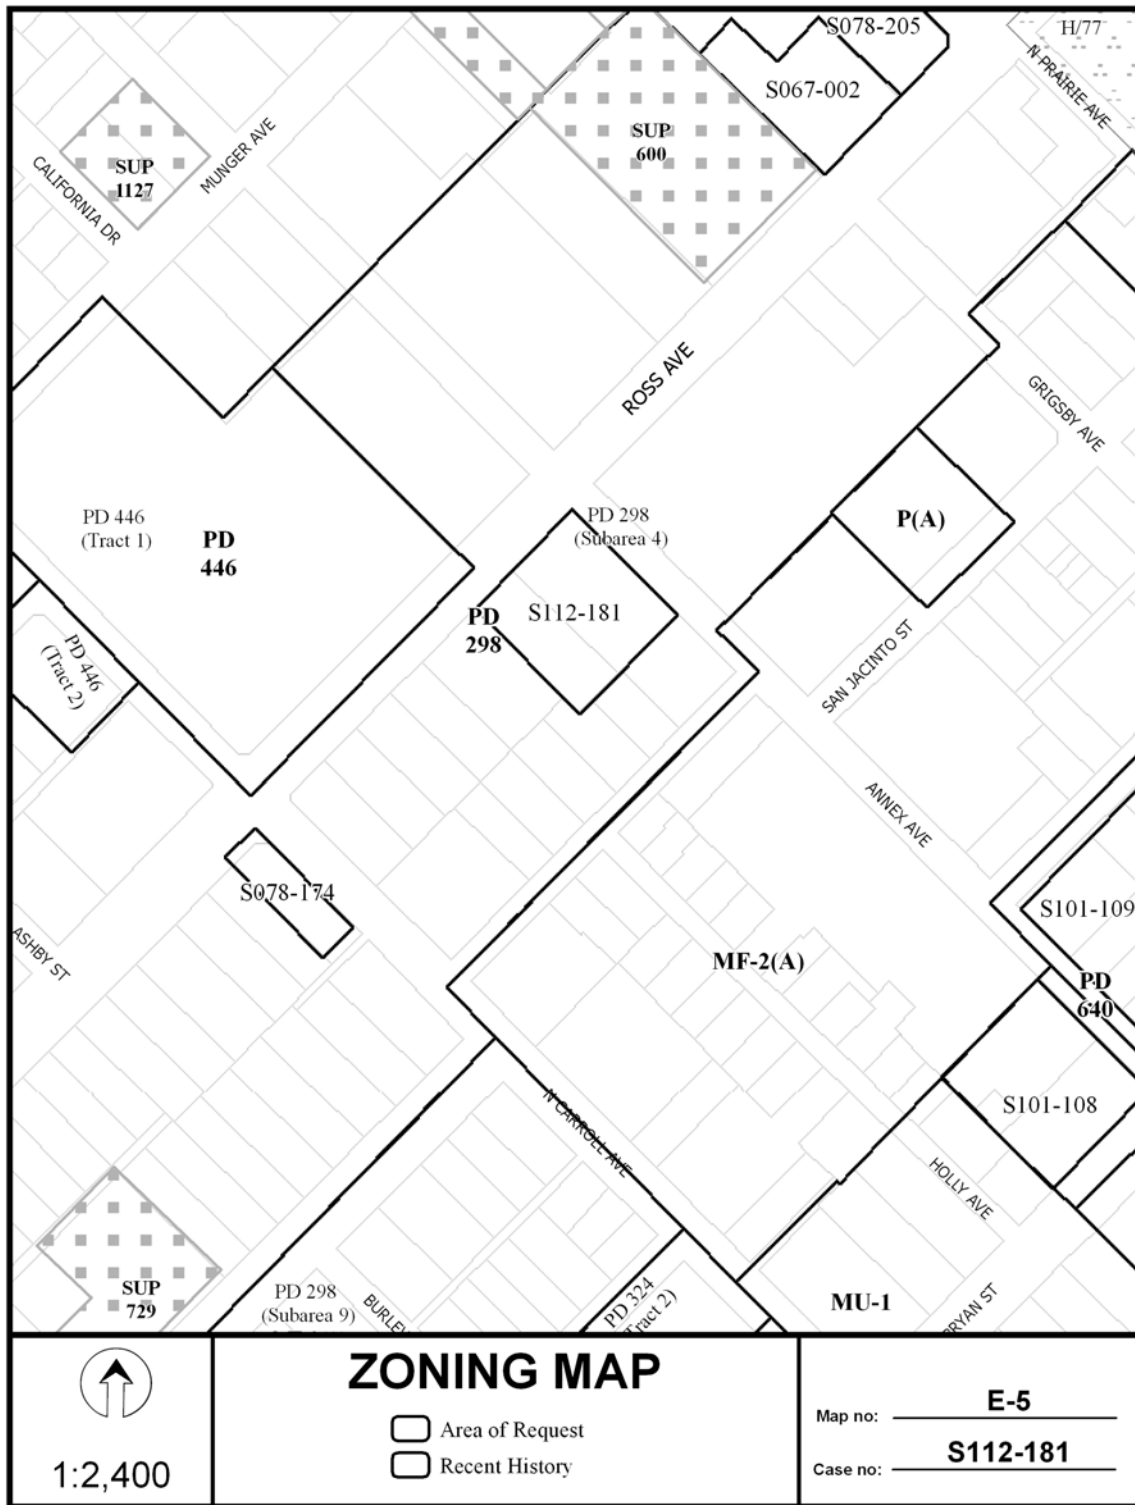 S078-205
H/77
N PRAIRIE AVE
S067-002
SUP
600
SUP
1127
MUNGER AVE
CALIFORNIA DR
ROSS AVE
GRIGSBY AVE
PD 446
(Tract 1)
PD
446
PD 298
(Subarea 4)
P(A)
S112-181
PD
298
PD 446
(Tract 2)
SAN JACINTO ST
ANNEX AVE
S078-174
S101-109
ASHBY ST
MF-2(A)
PD
640
S101-108
N CARROLL AVE
HOLLY AVE
SUP
729
PD 298
(Subarea 9)
PD 324
Tract 2)
MU-1
BRYAN ST
ZONING MAP
Area of Request
Recent History
1:2,400
Map no: E-5
Case no: S112-181